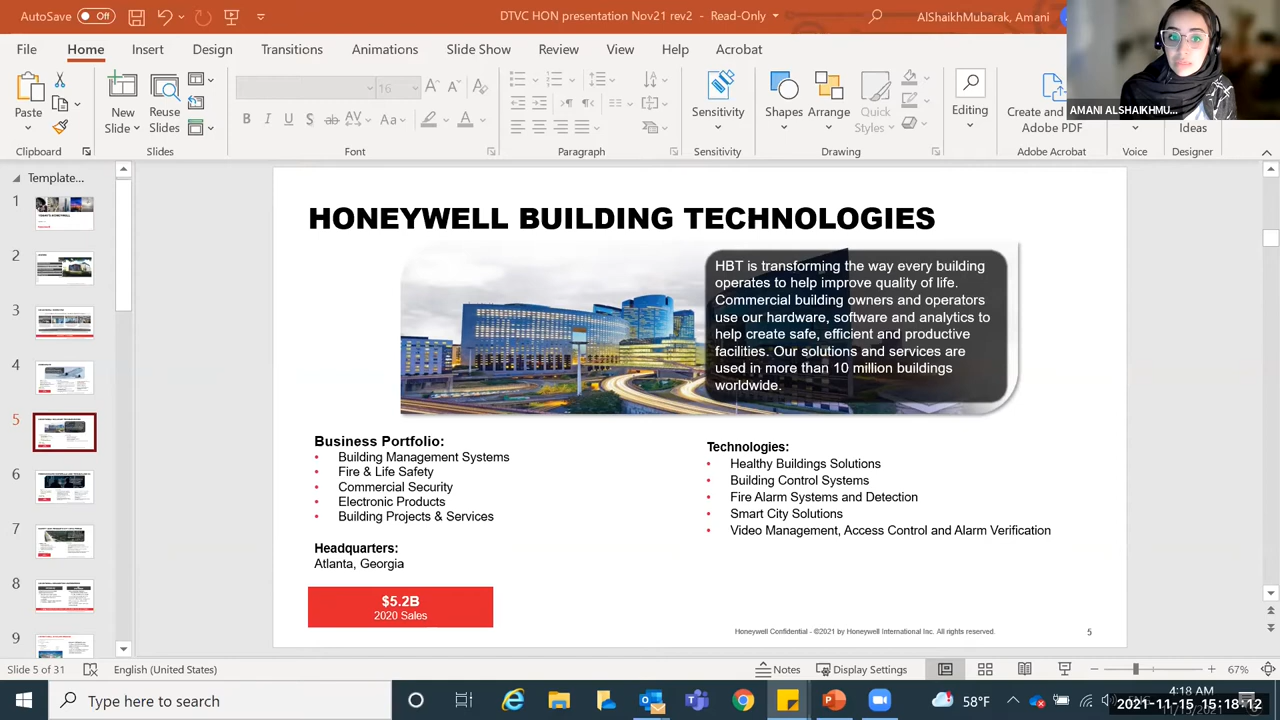 AutoSave Off
DTVC HON presentation Nov21 rev2 - Read-Only
AlShaikhMubarak, Amani
File Home Insert Design Transitions Animations Slide Show Review View Help Acrobat
AMANI ALSHAIKHMU...
16
Paste
New Slide
Reuse Slides
Sensitivity
Shapes
Arrange
Quick Styles
Editing
Create and
Adobe PDF
Ideas
Clipboard
Slides
Font
Paragraph
Sensitivity
Drawing
Adobe Acrobat
Voice
Designer
Template...
1
2
5
6
7
8
9
HONEYWELL BUILDING TECHNOLOGIES
HBT is transforming the way every building
operates to help improve quality of life.
Commercial building owners and operators
use our hardware, software and analytics to
help create safe, efficient and productive
facilities. Our solutions and services are
used in more than 10 million buildings
worldwide.
Business Portfolio:
• Building Management Systems
• Fire & Life Safety
• Commercial Security
• Electronic Products
• Building Projects & Services
Headquarters:
Atlanta, Georgia
$5.2B
2020 Sales
Technologies:
• Healthy Buildings Solutions
• Building Control Systems
• Fire Alarm Systems and Detection
• Smart City Solutions
• Video Management, Access Control and Alarm Verification
Honeywell Confidential - ©2021 by Honeywell International Inc. All rights reserved.
5
Slide 5 of 31
English (United States)
Notes
Display Settings
67%
Type here to search
58°F
4:18 AM
2021-11-15 15:18:12